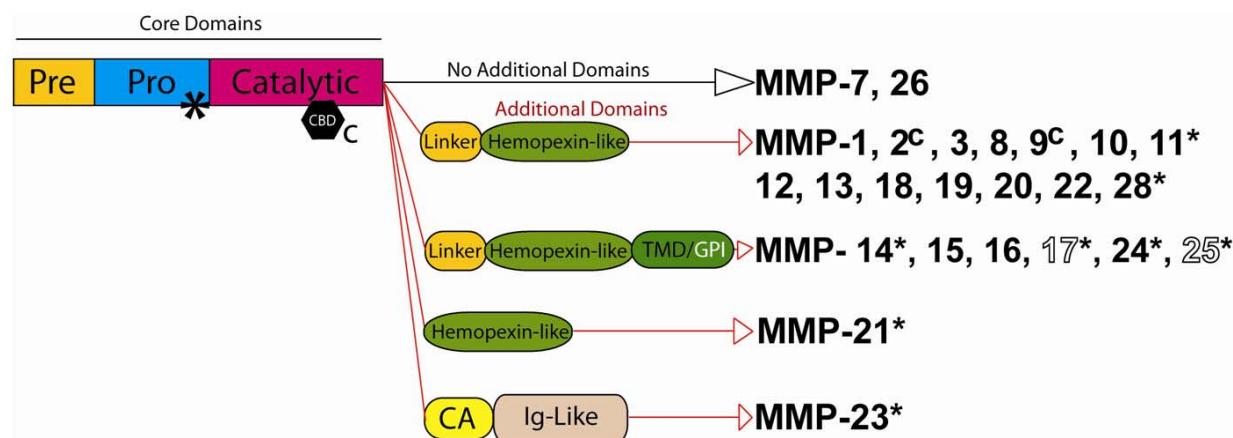 Core Domains
Pre Pro * Catalytic
CBD C
No Additional Domains
MMP-7, 26
Additional Domains
Linker Hemopexin-like
MMP-1, 2ᶜ , 3, 8, 9ᶜ, 10, 11*
12, 13, 18, 19, 20, 22, 28*
Linker Hemopexin-like TMD/GPI
MMP- 14*, 15, 16, 17*, 24*, 25*
Hemopexin-like
MMP-21*
CA Ig-Like
MMP-23*